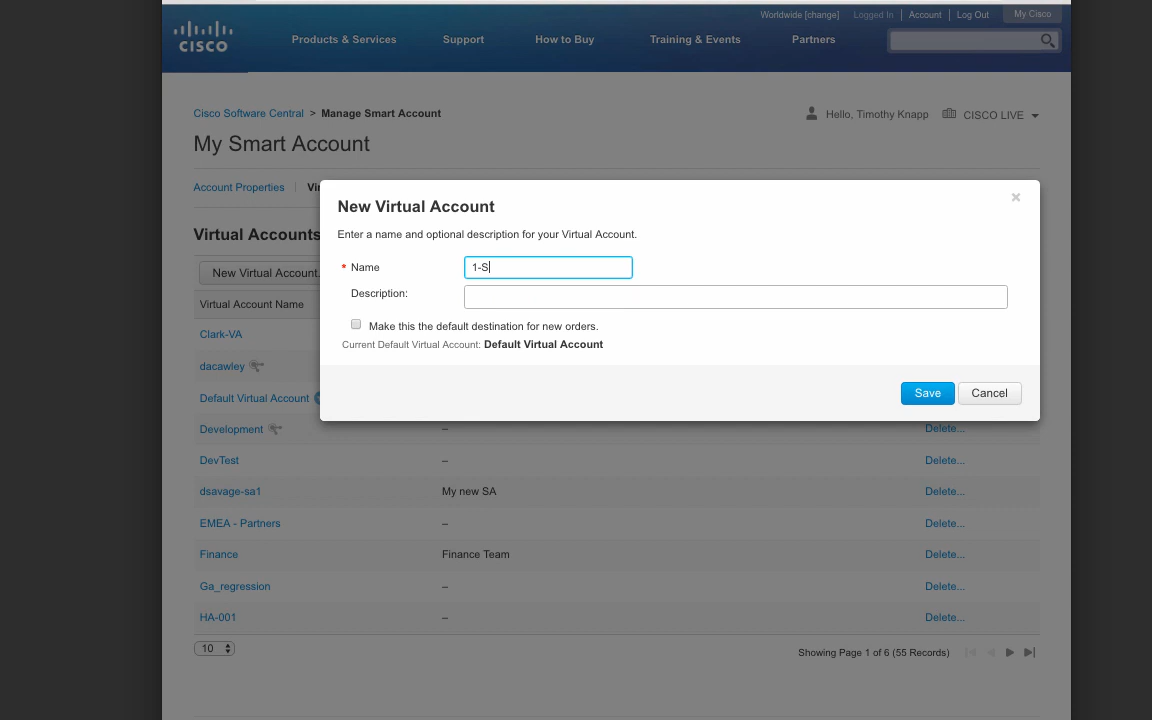 Worldwide [change] Logged In Account Log Out My Cisco
CISCO
Products & Services Support How to Buy Training & Events Partners
Cisco Software Central > Manage Smart Account
Hello, Timothy Knapp CISCO LIVE
My Smart Account
Account Properties
New Virtual Account
Enter a name and optional description for your Virtual Account.
* Name 1-S
Description:
Make this the default destination for new orders.
Current Default Virtual Account: Default Virtual Account
Save Cancel
Virtual Accounts
New Virtual Account.
Virtual Account Name
Clark-VA
dacawley
Default Virtual Account
Development – Delete...
DevTest – Delete...
dsavage-sa1 My new SA Delete...
EMEA - Partners – Delete...
Finance Finance Team Delete...
Ga_regression – Delete...
HA-001 – Delete...
10
Showing Page 1 of 6 (55 Records)